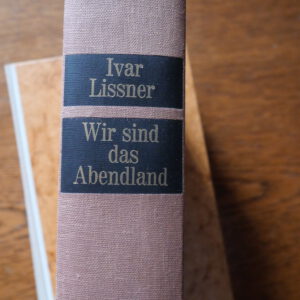 Ivar
Lissner
Wir sind
das
Abendland